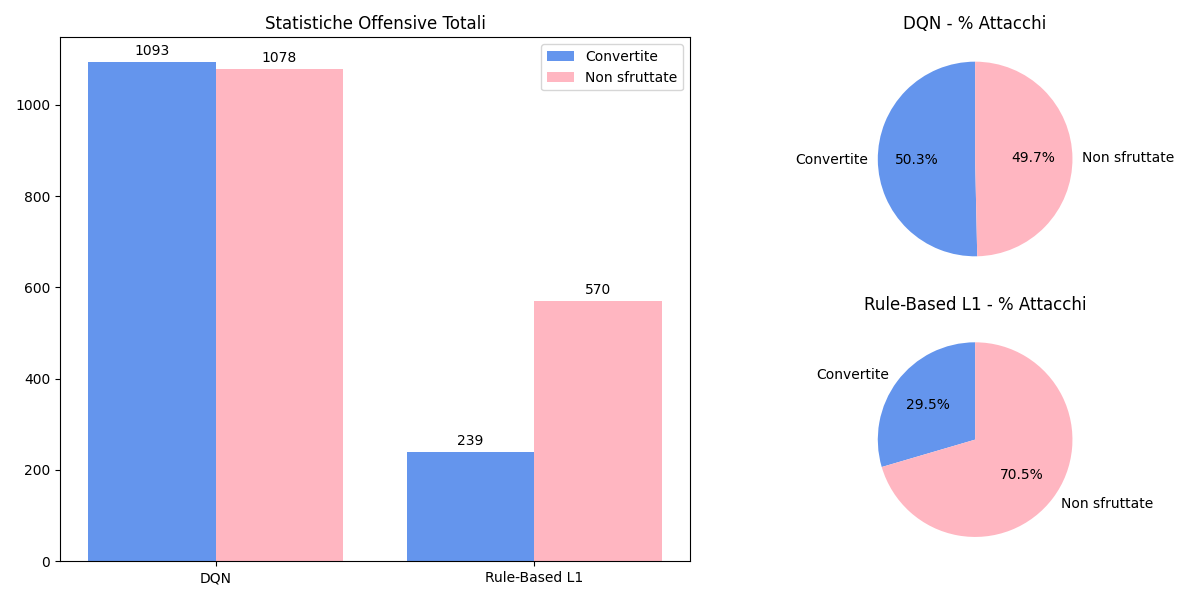 Statistiche Offensive Totali
1093
1078
239
570
Convertite
Non sfruttate
0
200
400
600
800
1000
DQN
Rule-Based L1
DQN - % Attacchi
Convertite
50.3%
49.7%
Non sfruttate
Rule-Based L1 - % Attacchi
Convertite
29.5%
70.5%
Non sfruttate